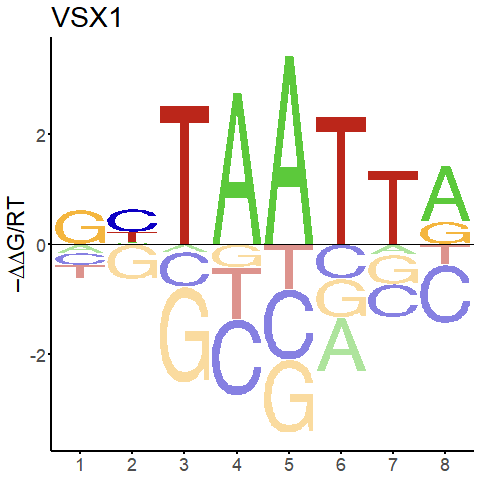 VSX1
−ΔΔG/RT
2
0
-2
G C T A A T T A
A T A G T C A G
C G C T C G G T
T G C G A C C
1 2 3 4 5 6 7 8